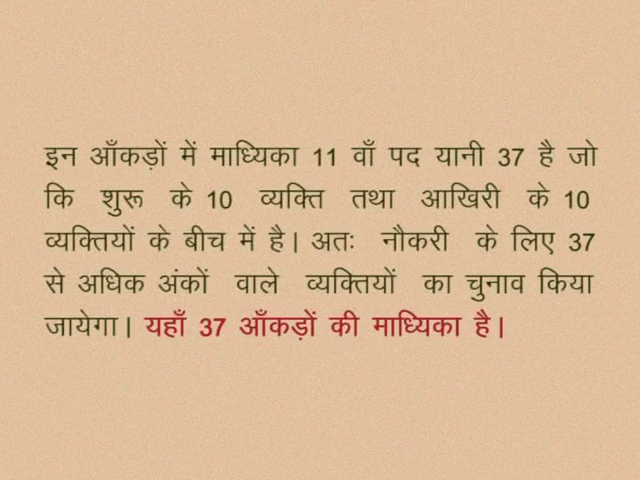 इन आँकड़ों में माध्यिका 11 वाँ पद यानी 37 है जो
कि शुरू के 10 व्यक्ति तथा आखिरी के 10
व्यक्तियों के बीच में है। अतः नौकरी के लिए 37
से अधिक अंकों वाले व्यक्तियों का चुनाव किया
जायेगा। यहाँ 37 आँकड़ों की माध्यिका है।